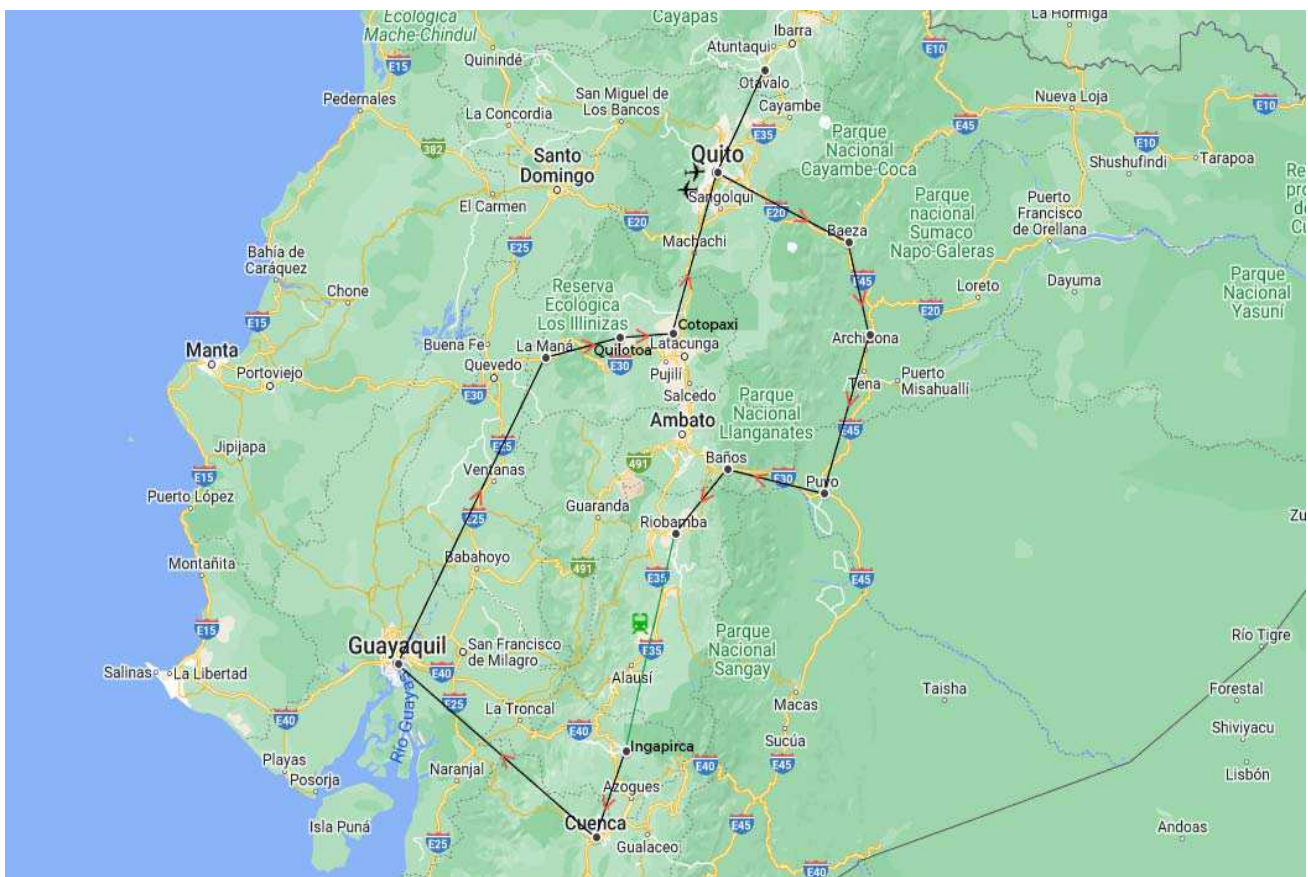 Ecológica
Mache-Chindul
Cayapas
La Hormiga
Ibarra
Atuntaqui
E10
Quinindé
E15
Otavalo
Nueva Loja
E10
Pedernales
San Miguel de
Los Bancos
Cayambe
La Concordia
E35
E45
382
Quito
Parque
Nacional
Cayambe-Coca
E10
Santo
Domingo
Shushufindi
Tarapoa
Sangolquí
El Carmen
E20
E20
Parque
nacional
Sumaco
Napo-Galeras
Puerto
Francisco
de Orellana
Baeza
Machachi
E25
Bahía de
Caráquez
E45
Dayuma
Chone
Reserva
Ecológica
Los Illinizas
Loreto
E20
Parque
Nacional
Yasuní
E15
Cotopaxi
Buena Fe
La Maná
Quilotoa
Latacunga
Archidona
Manta
Quevedo
E30
Pujilí
Tena
Puerto
Misahuallí
Portoviejo
E30
Salcedo
Parque
Nacional
Llanganates
Ambato
E45
Jipijapa
E25
491
Baños
E15
Ventanas
E30
Puyo
Puerto López
Guaranda
E25
Riobamba
Montañita
Babahoyo
491
E35
E45
E15
Parque
Nacional
Sangay
Río Tigre
Guayaquil
San Francisco
de Milagro
E35
Salinas
La Libertad
E40
Alausí
Taisha
Forestal
E25
Macas
E40
Río Guayas
La Troncal
E40
Shiviyacu
Sucúa
Ingapirca
Playas
Naranjal
E40
E45
Lisbón
Posorja
Azogues
Isla Puná
Cuenca
E45
Andoas
E25
Gualaceo
E40